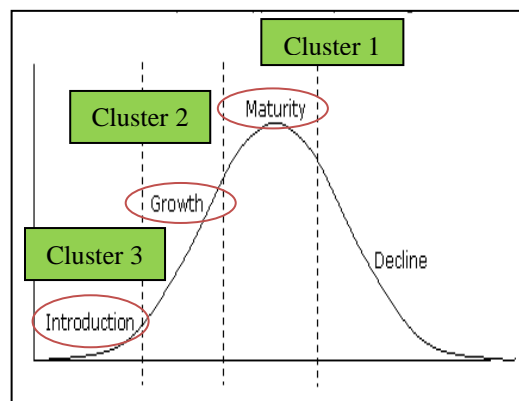 Cluster 1
Maturity
Cluster 2
Growth
Cluster 3
Decline
Introduction